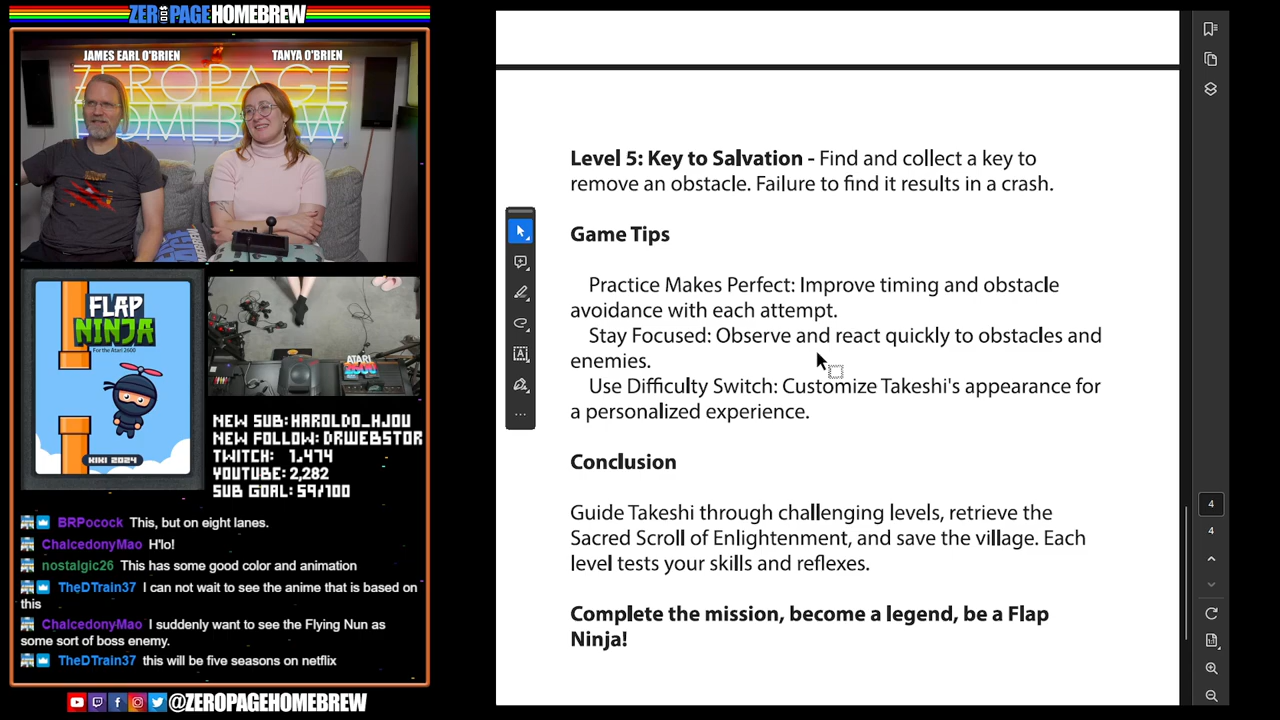 ZEROPAGEHOMEBREW
JAMES EARL O'BRIEN
TANYA O'BRIEN
ZEROPAGE
HOMEBREW
FLAP
NINJA
For the Atari 2600
KIKI 2024
ATARI
NEW SUB: HAROLDO_HJOU
NEW FOLLOW: DRWEBSTOR
TWITCH: 1,474
YOUTUBE: 2,282
SUB GOAL: 59/100
BRPocock This, but on eight lanes.
ChalcedonyMao H'lo!
nostalgic26 This has some good color and animation
TheDTrain37 I can not wait to see the anime that is based on
this
ChalcedonyMao I suddenly want to see the Flying Nun as
some sort of boss enemy.
TheDTrain37 this will be five seasons on netflix
@ZEROPAGEHOMEBREW
Level 5: Key to Salvation - Find and collect a key to
remove an obstacle. Failure to find it results in a crash.
Game Tips
Practice Makes Perfect: Improve timing and obstacle
avoidance with each attempt.
Stay Focused: Observe and react quickly to obstacles and
enemies.
Use Difficulty Switch: Customize Takeshi's appearance for
a personalized experience.
Conclusion
Guide Takeshi through challenging levels, retrieve the
Sacred Scroll of Enlightenment, and save the village. Each
level tests your skills and reflexes.
Complete the mission, become a legend, be a Flap
Ninja!
4
4